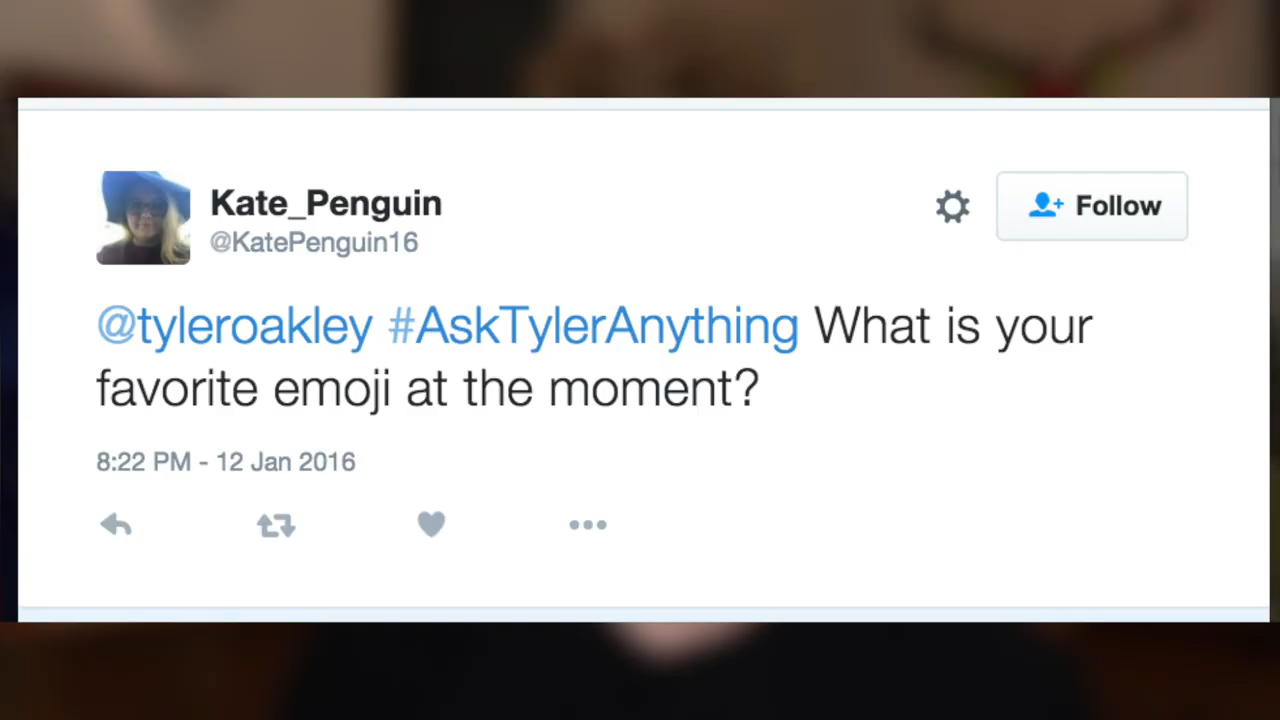 Kate_Penguin
@KatePenguin16
Follow
@tyleroakley #AskTylerAnything What is your
favorite emoji at the moment?
8:22 PM - 12 Jan 2016